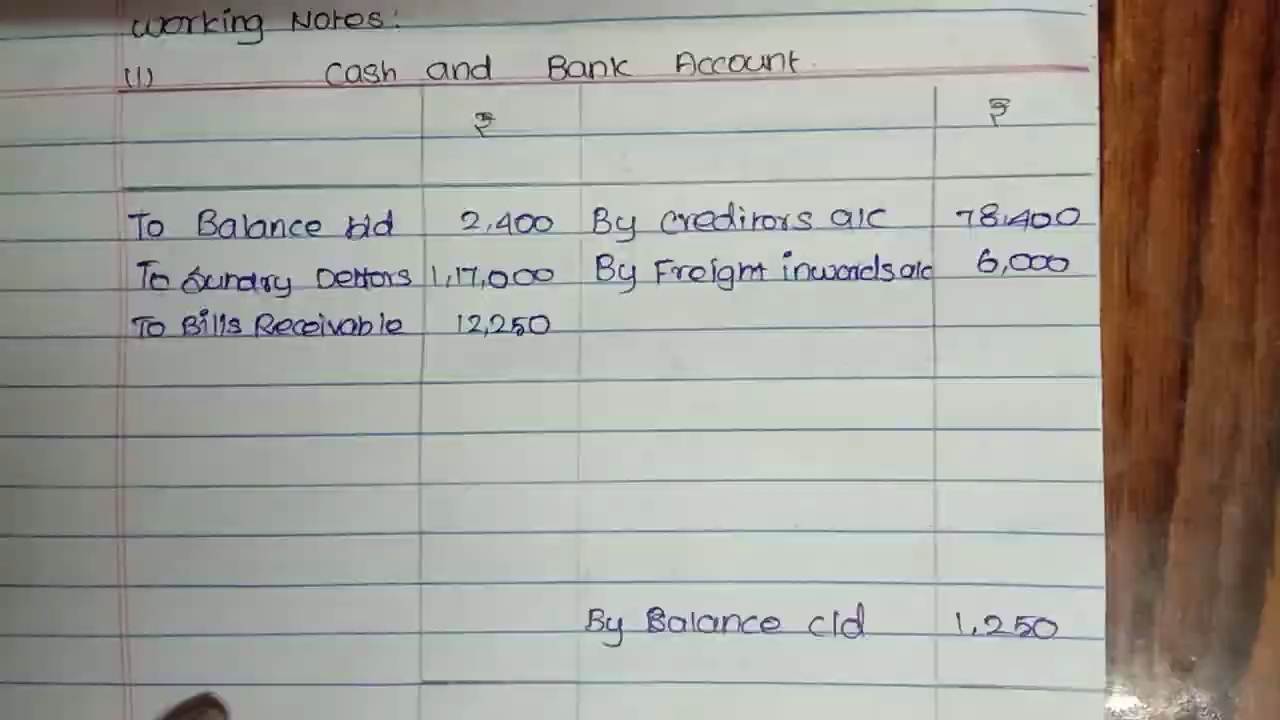 Working Notes:
(1) Cash and Bank Account.
₹ ₹
To Balance b/d 2,400 By creditors a/c 78,400
To Sundry Debtors 1,17,000 By Freight inwards a/c 6,000
To Bills Receivable 12,250
By Balance c/d 1,250